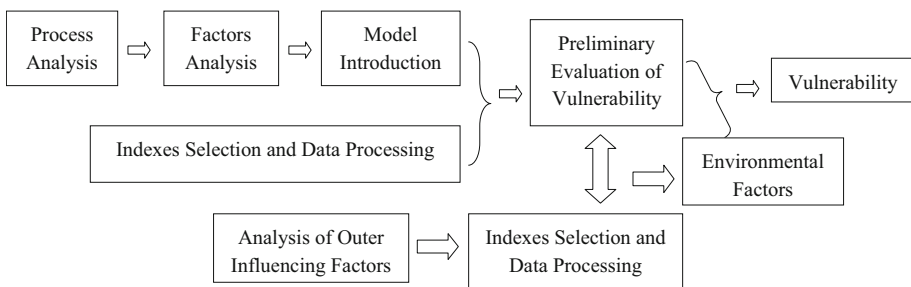 Process
Analysis
Factors
Analysis
Model
Introduction
Preliminary
Evaluation of
Vulnerability
Vulnerability
Indexes Selection and Data Processing
Environmental
Factors
Analysis of Outer
Influencing Factors
Indexes Selection and
Data Processing